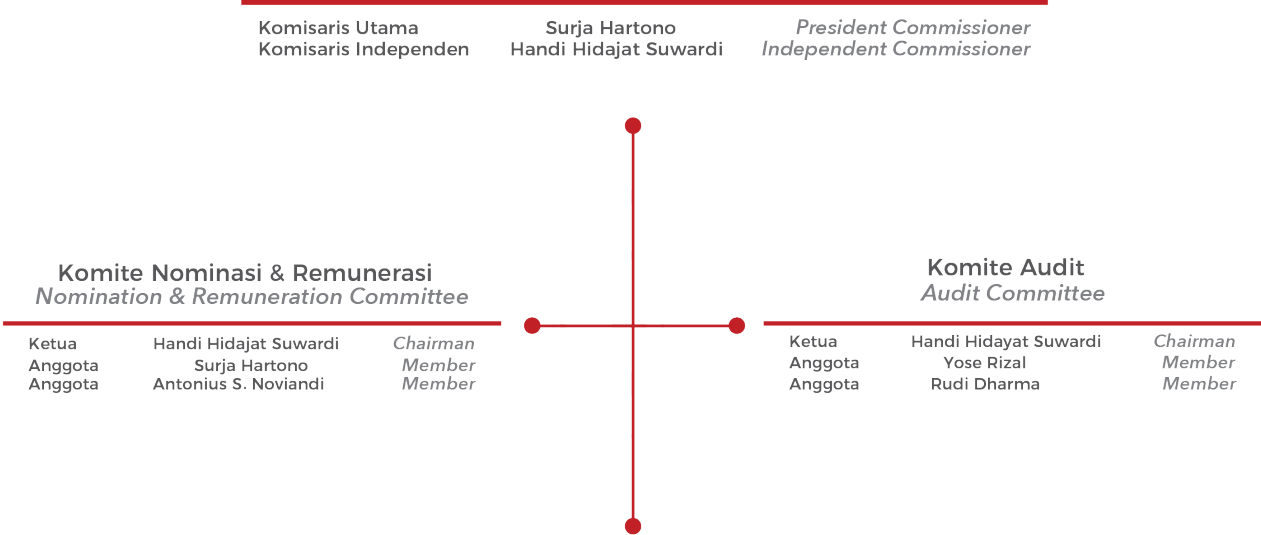 Komisaris Utama Surja Hartono President Commissioner
Komisaris Independen Handi Hidajat Suwardi Independent Commissioner
Komite Nominasi & Remunerasi
Nomination & Remuneration Committee
Ketua Handi Hidajat Suwardi Chairman
Anggota Surja Hartono Member
Anggota Antonius S. Noviandi Member
Komite Audit
Audit Committee
Ketua Handi Hidayat Suwardi Chairman
Anggota Yose Rizal Member
Anggota Rudi Dharma Member